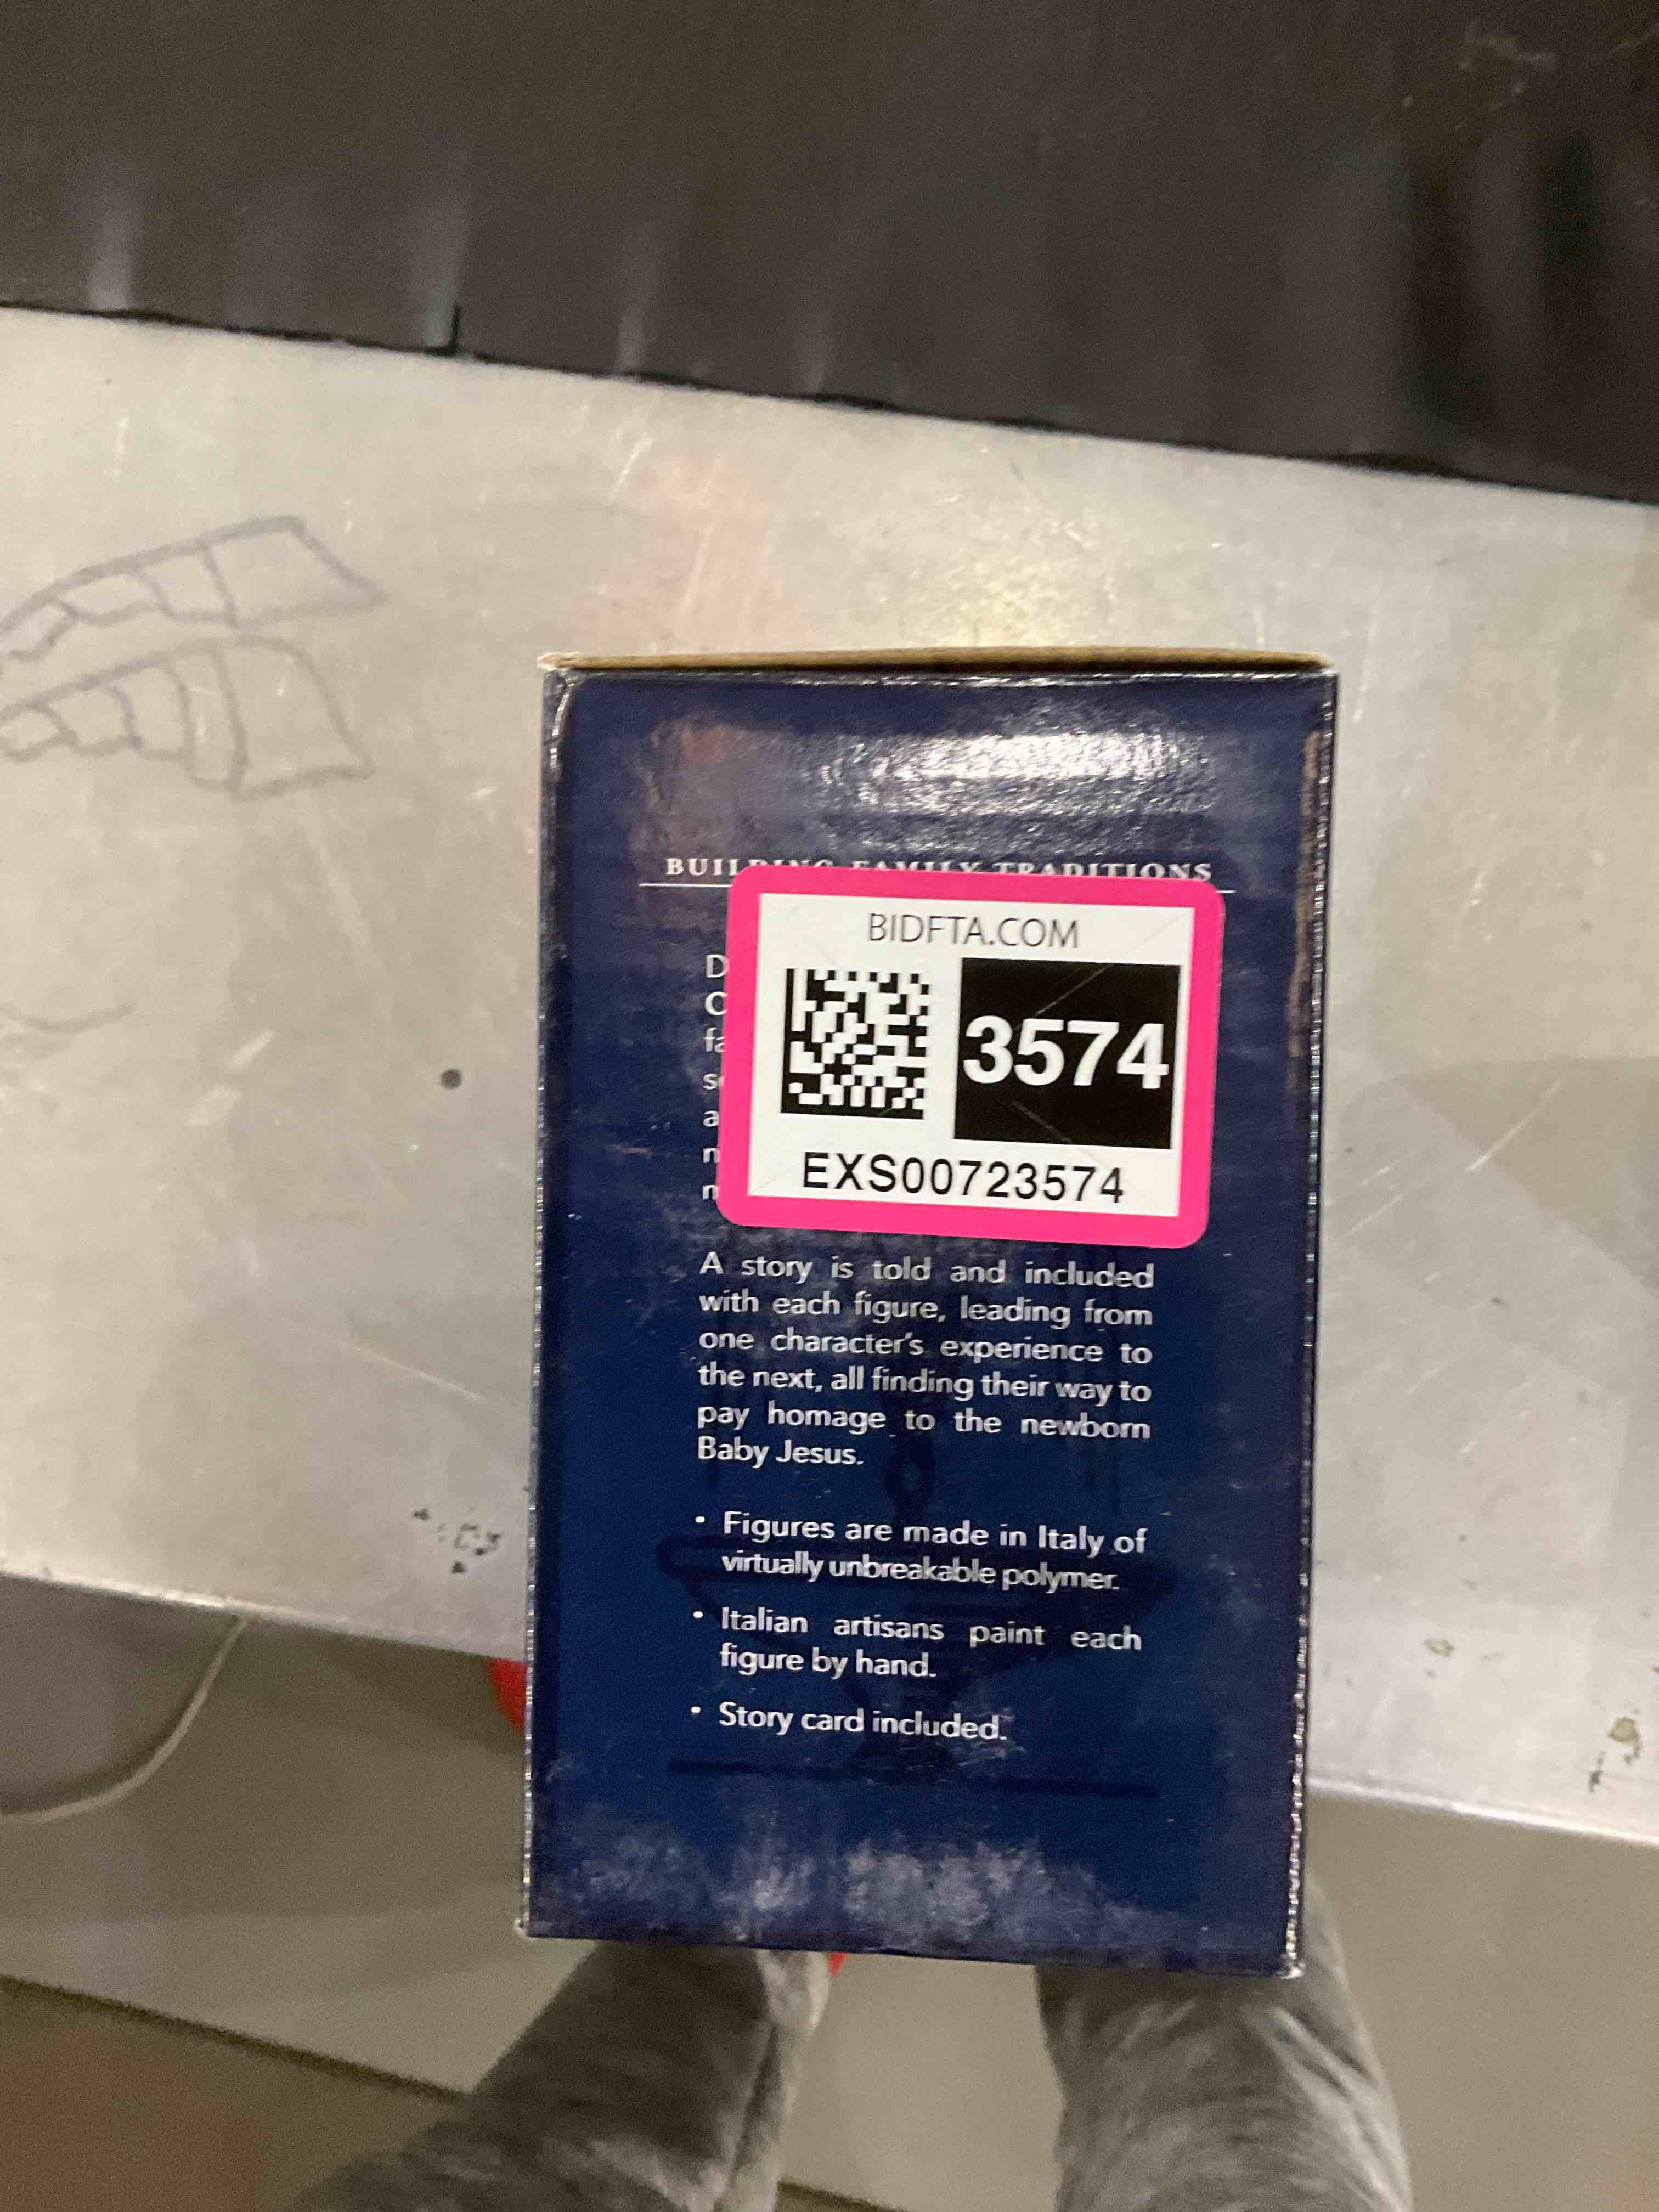 BUILDING FAMILY TRADITIONS
BIDFTA.COM
3574
EXS00723574
A story is told and included
with each figure, leading from
one character's experience to
the next, all finding their way to
pay homage to the newborn
Baby Jesus.
• Figures are made in Italy of
virtually unbreakable polymer.
• Italian artisans paint each
figure by hand.
• Story card included.